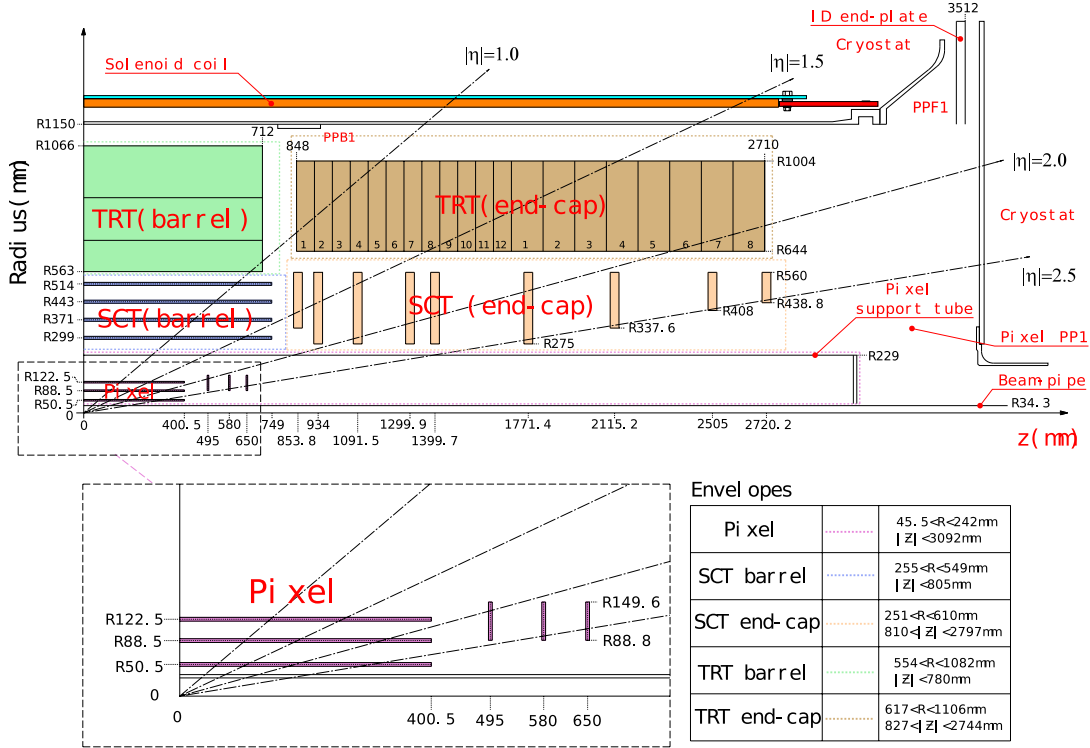 3512
ID end-plate
Cryostat
|η|=1.0
|η|=1.5
Solenoid coil
PPF1
R1150
PPB1
712
R1066
848
2710
R1004
|η|=2.0
Radius(mm)
TRT(barrel)
TRT(end-cap)
Cryostat
1 2 3 4 5 6 7 8 9 10 11 12 1 2 3 4 5 6 7 8
R644
R563
R560
|η|=2.5
R514
R443
SCT(barrel)
SCT (end-cap)
R438.8
R408
Pixel
support tube
R371
R337.6
R299
R275
Pixel PP1
R229
R122.5
Pixel
R88.5
R50.5
Beam-pipe
R34.3
0
0
400.5
580
749
934
1299.9
1771.4
2115.2
2505
2720.2
495
650
853.8
1091.5
1399.7
z(mm)
Envelopes
Pixel
45.5<R<242mm
|Z|<3092mm
SCT barrel
255<R<549mm
|Z|<805mm
SCT end-cap
251<R<610mm
810<|Z|<2797mm
TRT barrel
554<R<1082mm
|Z|<780mm
TRT end-cap
617<R<1106mm
827<|Z|<2744mm
Pixel
R122.5
R149.6
R88.5
R88.8
R50.5
0
0
400.5
495
580
650